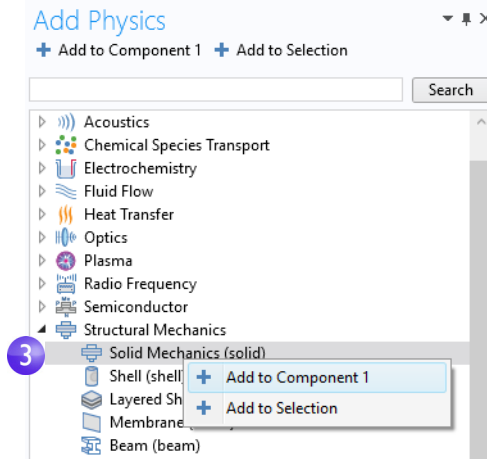 Add Physics
Add to Component 1 Add to Selection
Search
Acoustics
Chemical Species Transport
Electrochemistry
Fluid Flow
Heat Transfer
Optics
Plasma
Radio Frequency
Semiconductor
Structural Mechanics
3 Solid Mechanics (solid)
Shell (shell) Add to Component 1
Layered Sh
Add to Selection
Membrane
Beam (beam)